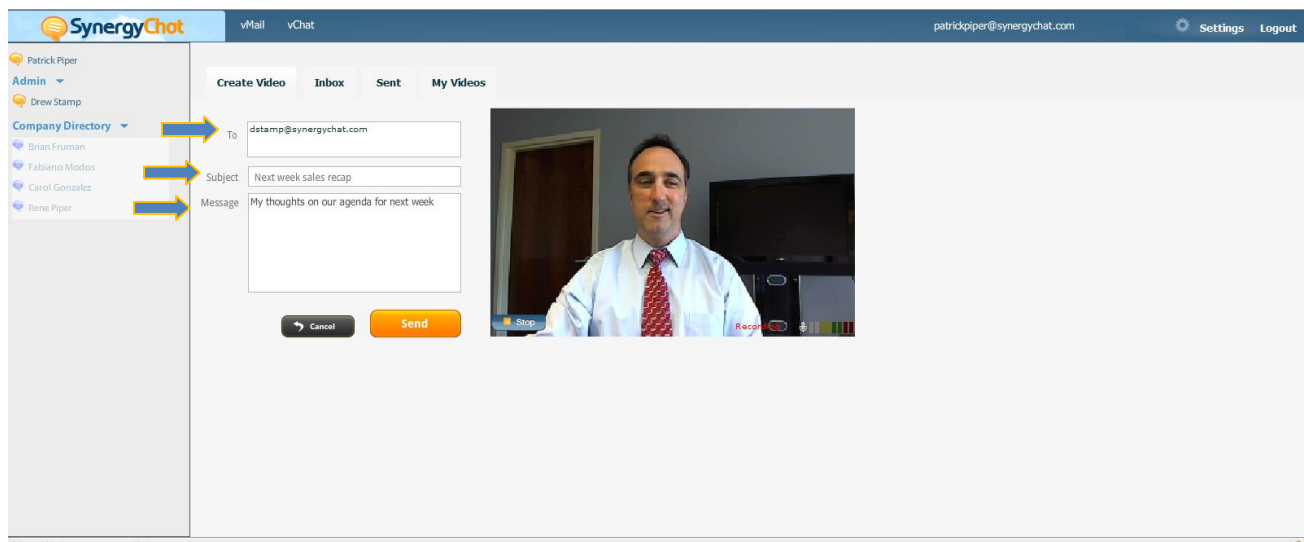 SynergyChat
vMail vChat
patrickpiper@synergychat.com
Settings Logout
Patrick Piper
Admin
Drew Stamp
Company Directory
Brian Fruman
Fabiano Modos
Carol Gonzalez
Rene Piper
Create Video Inbox Sent My Videos
To dstamp@synergychat.com
Subject Next week sales recap
Message My thoughts on our agenda for next week
Cancel Send
Stop
Recording